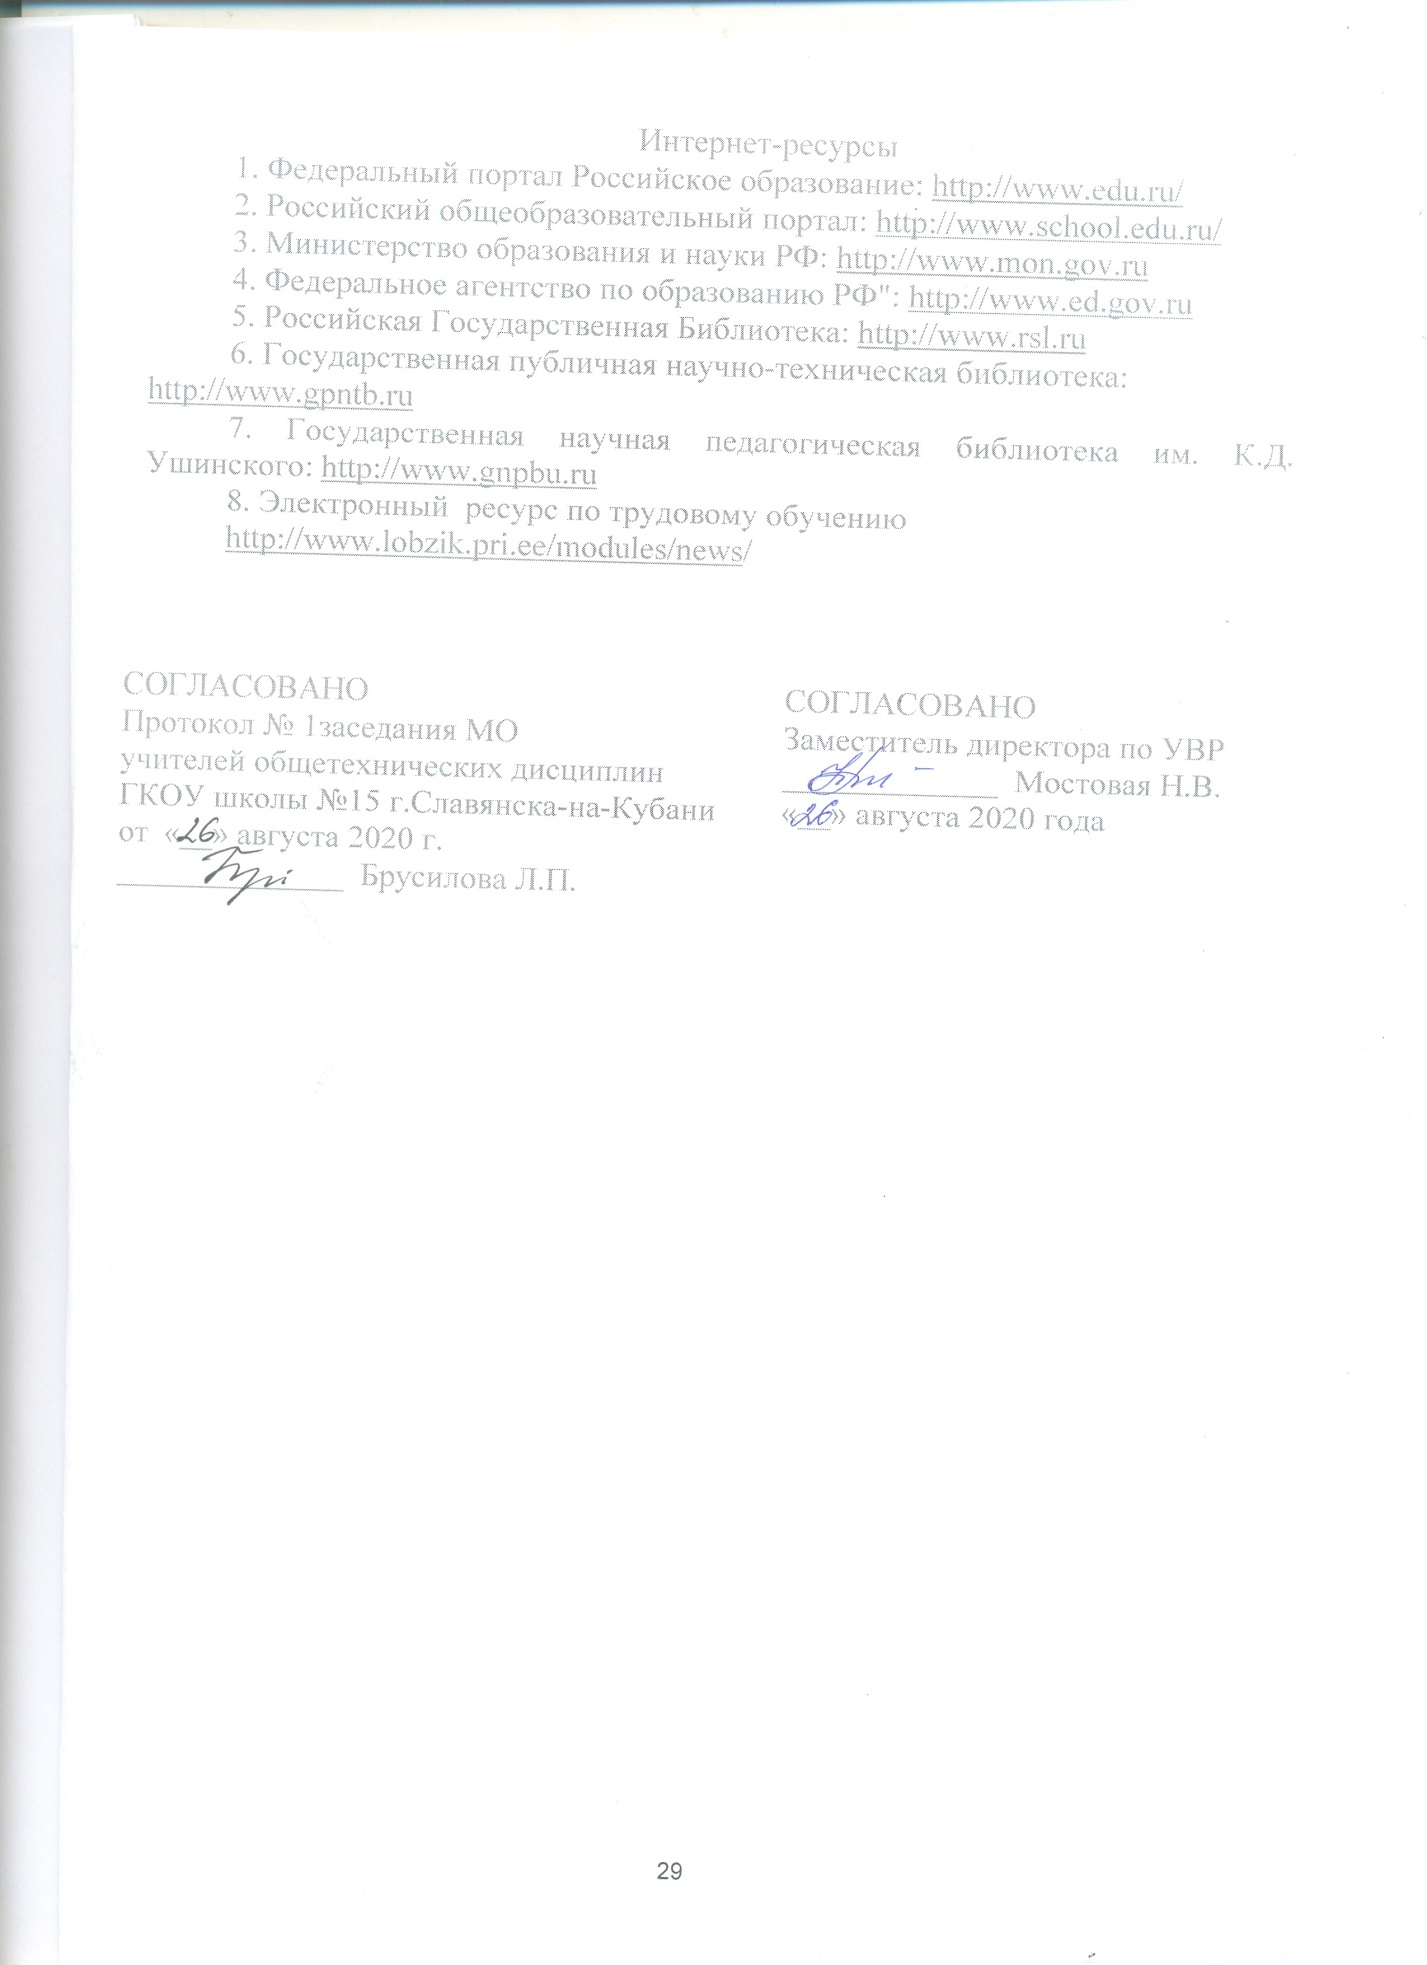 Интернет-ресурсы
1. Федеральный портал Российское образование: http://www.edu.ru/
2. Российский общеобразовательный портал: http://www.school.edu.ru/
3. Министерство образования и науки РФ: http://www.mon.gov.ru
4. Федеральное агентство по образованию РФ": http://www.ed.gov.ru
5. Российская Государственная Библиотека: http://www.rsl.ru
6. Государственная публичная научно-техническая библиотека:
http://www.gpntb.ru
7. Государственная научная педагогическая библиотека им. К.Д.
Ушинского: http://www.gnpbu.ru
8. Электронный ресурс по трудовому обучению
http://www.lobzik.pri.ee/modules/news/
СОГЛАСОВАНО
Протокол № 1заседания МО
учителей общетехнических дисциплин
ГКОУ школы №15 г.Славянска-на-Кубани
от «26» августа 2020 г.
Брусилова Л.П.
СОГЛАСОВАНО
Заместитель директора по УВР
Мостовая Н.В.
«26» августа 2020 года
29